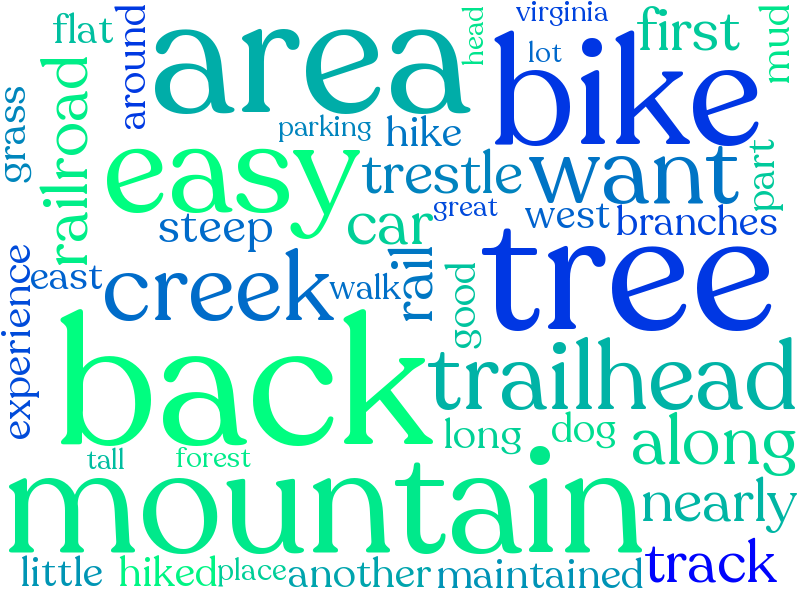 virginia
flat
around
area
head
first
mud
lot
bike
railroad
grass
parking
hike
easy
trestle
want
part
great
car
west
branches
steep
east
creek
walk
rail
good
tree
experience
back
trailhead
long
dog
along
tall
forest
mountain
nearly
little
hiked
place
another
maintained
track